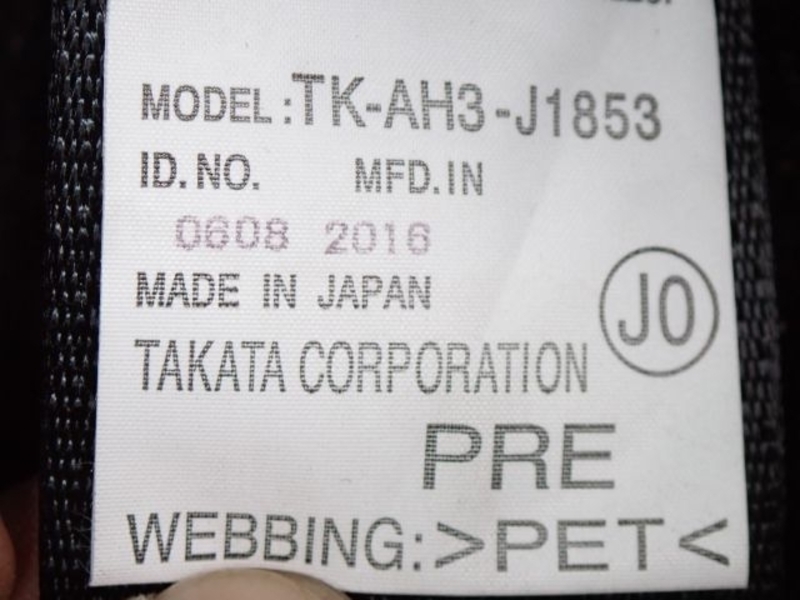 MODEL:TK-AH3-J1853
ID.NO. MFD.IN
0608 2016
MADE IN JAPAN
J0
TAKATA CORPORATION
PRE
WEBBING:>PET<